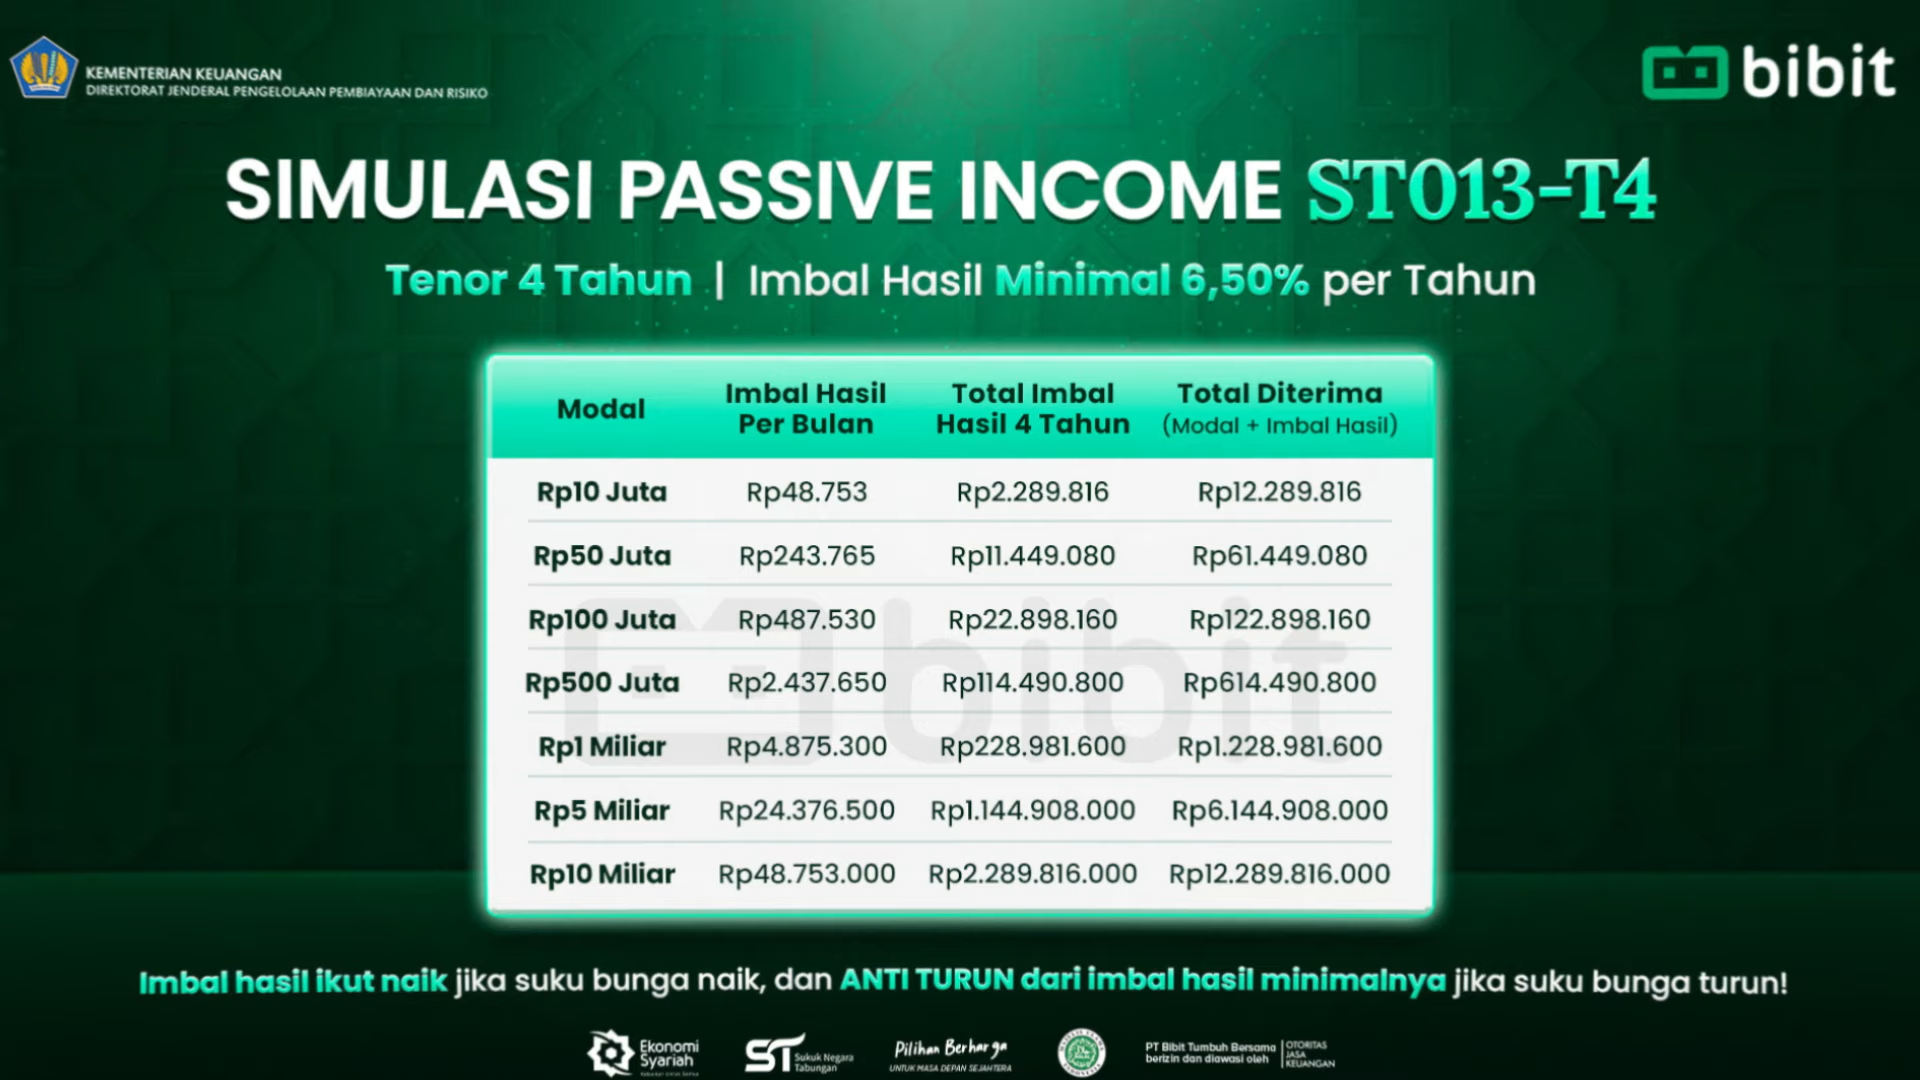 KEMENTERIAN KEUANGAN
DIREKTORAT JENDERAL PENGELOLAAN PEMBIAYAAN DAN RISIKO
bibit
SIMULASI PASSIVE INCOME ST013-T4
Tenor 4 Tahun | Imbal Hasil Minimal 6,50% per Tahun
Modal
Imbal Hasil
Per Bulan
Total Imbal
Hasil 4 Tahun
Total Diterima
(Modal + Imbal Hasil)
Rp10 Juta Rp48.753 Rp2.289.816 Rp12.289.816
Rp50 Juta Rp243.765 Rp11.449.080 Rp61.449.080
Rp100 Juta Rp487.530 Rp22.898.160 Rp122.898.160
Rp500 Juta Rp2.437.650 Rp114.490.800 Rp614.490.800
Rp1 Miliar Rp4.875.300 Rp228.981.600 Rp1.228.981.600
Rp5 Miliar Rp24.376.500 Rp1.144.908.000 Rp6.144.908.000
Rp10 Miliar Rp48.753.000 Rp2.289.816.000 Rp12.289.816.000
bibit
Imbal hasil ikut naik jika suku bunga naik, dan ANTI TURUN dari imbal hasil minimalnya jika suku bunga turun!
Ekonomi
Syariah
ST Sukuk Negara
Tabungan
Pilihan Berharga
UNTUK MASA DEPAN SEJAHTERA
PT Bibit Tumbuh Bersama
berizin dan diawasi oleh
OTORITAS
JASA
KEUANGAN